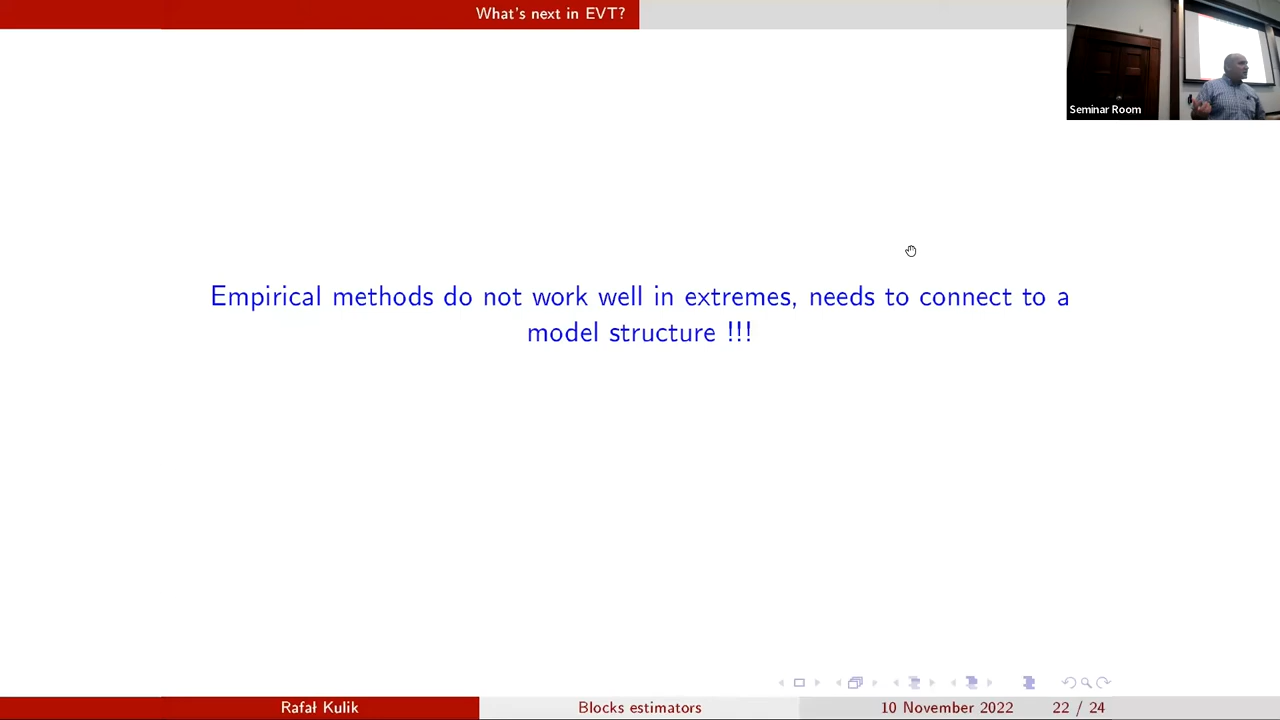 What's next in EVT?
Seminar Room
Empirical methods do not work well in extremes, needs to connect to a
model structure !!!
Rafał Kulik
Blocks estimators
10 November 2022
22 / 24